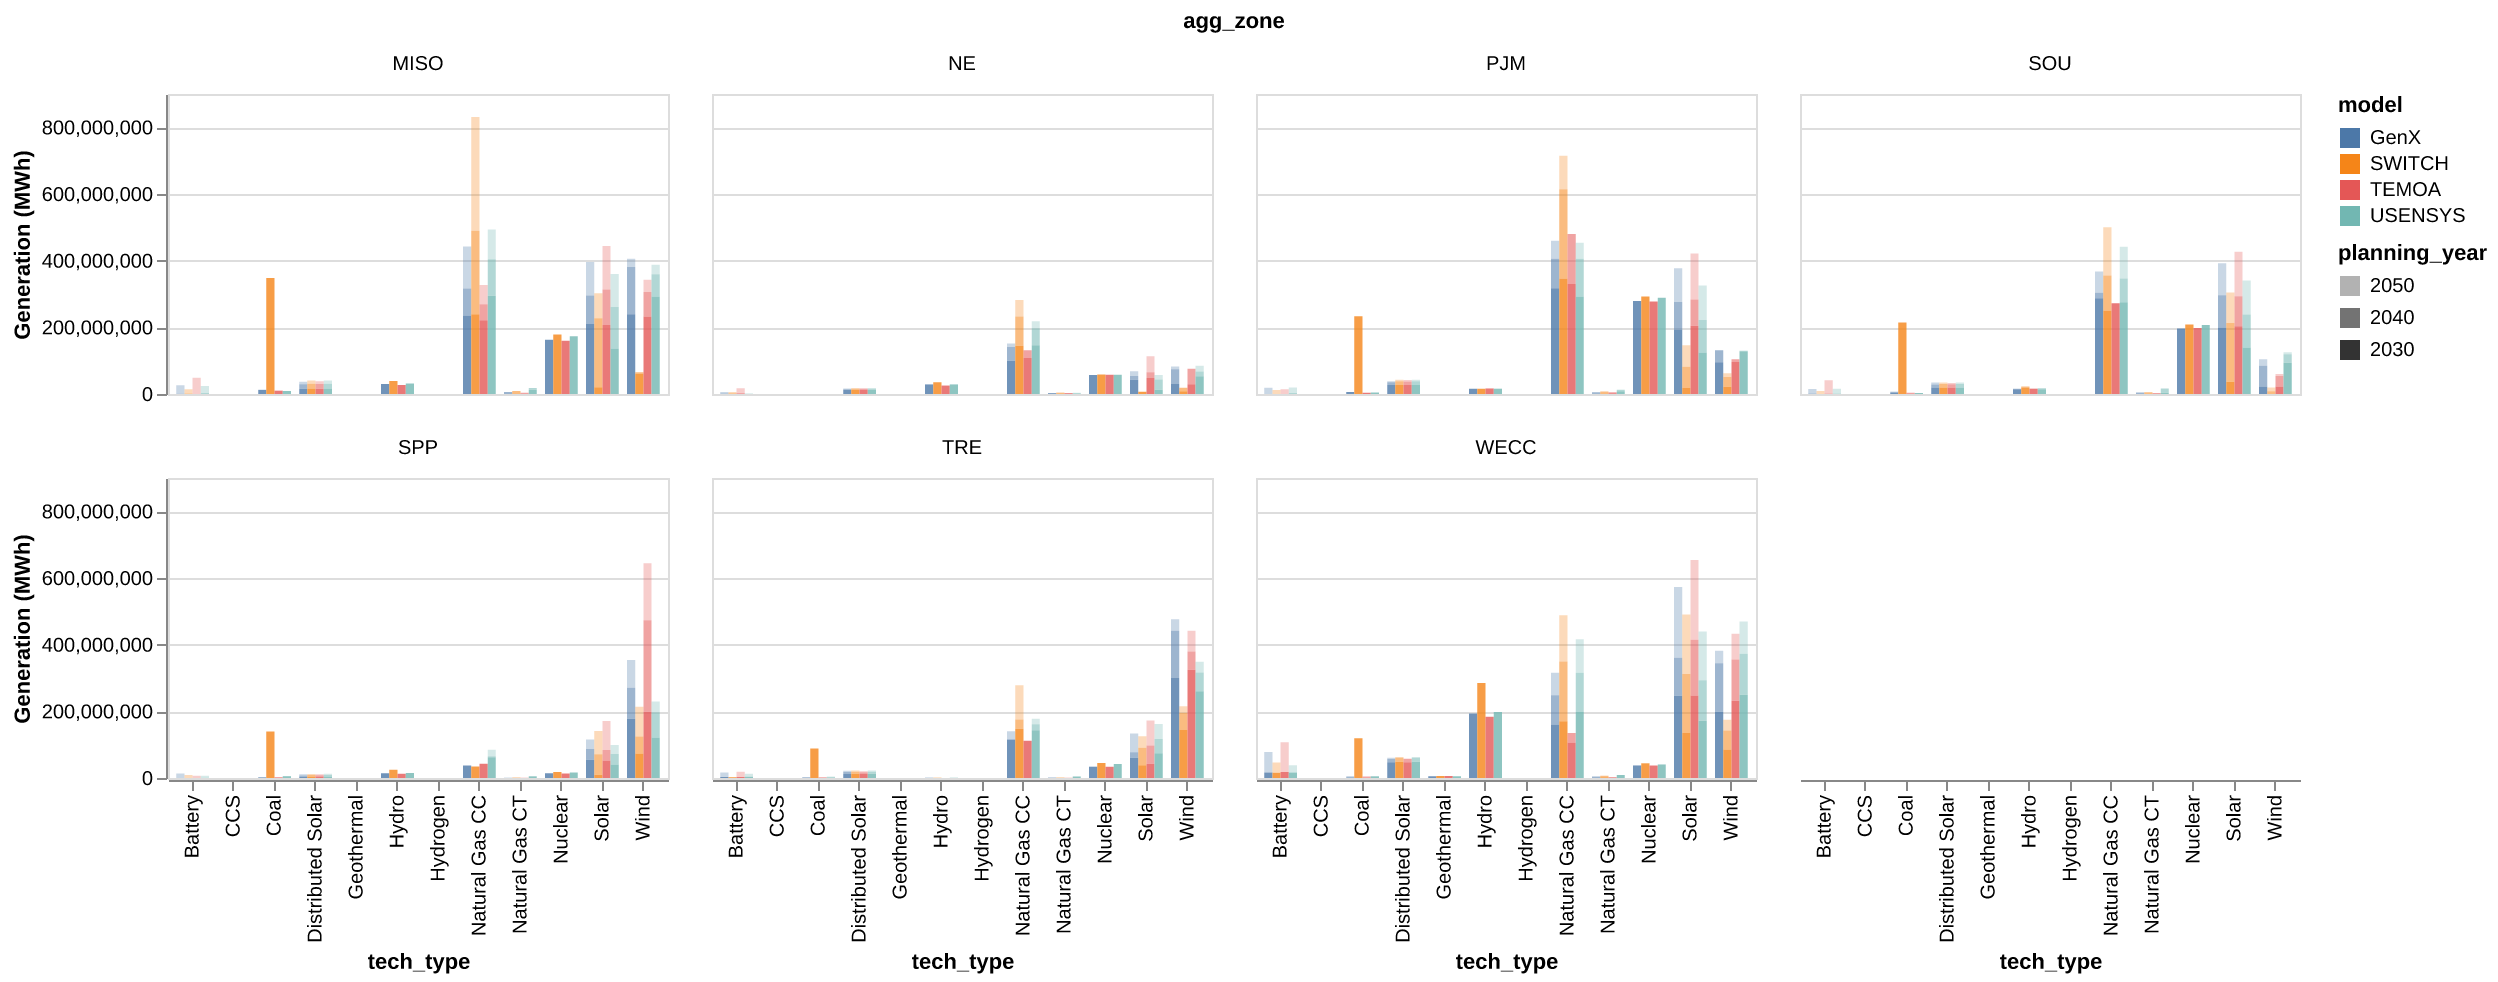 agg_zone
MISO
NE
PJM
SOU
Generation (MWh)
800,000,000
600,000,000
400,000,000
200,000,000
0
model
GenX
SWITCH
TEMOA
USENSYS
planning_year
2050
2040
2030
SPP
TRE
WECC
Generation (MWh)
800,000,000
600,000,000
400,000,000
200,000,000
0
Battery
CCS
Coal
Distributed Solar
Geothermal
Hydro
Hydrogen
Natural Gas CC
Natural Gas CT
Nuclear
Solar
Wind
tech_type
Battery
CCS
Coal
Distributed Solar
Geothermal
Hydro
Hydrogen
Natural Gas CC
Natural Gas CT
Nuclear
Solar
Wind
tech_type
Battery
CCS
Coal
Distributed Solar
Geothermal
Hydro
Hydrogen
Natural Gas CC
Natural Gas CT
Nuclear
Solar
Wind
tech_type
Battery
CCS
Coal
Distributed Solar
Geothermal
Hydro
Hydrogen
Natural Gas CC
Natural Gas CT
Nuclear
Solar
Wind
tech_type